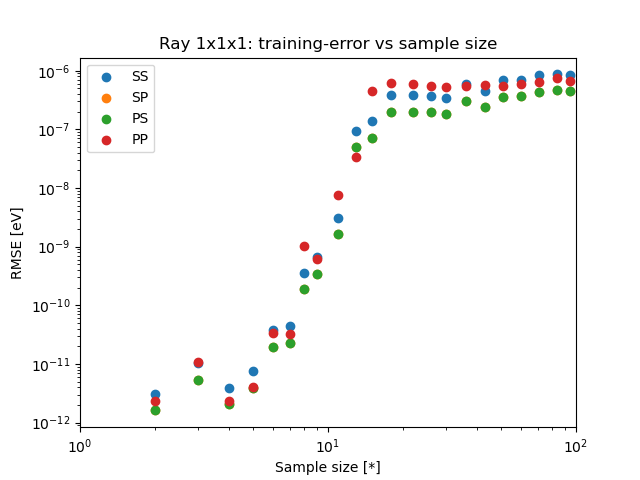 Ray 1x1x1: training-error vs sample size
SS
SP
PS
PP
RMSE [eV]
10⁻⁶
10⁻⁷
10⁻⁸
10⁻⁹
10⁻¹⁰
10⁻¹¹
10⁻¹²
10⁰ 10¹ 10²
Sample size [*]